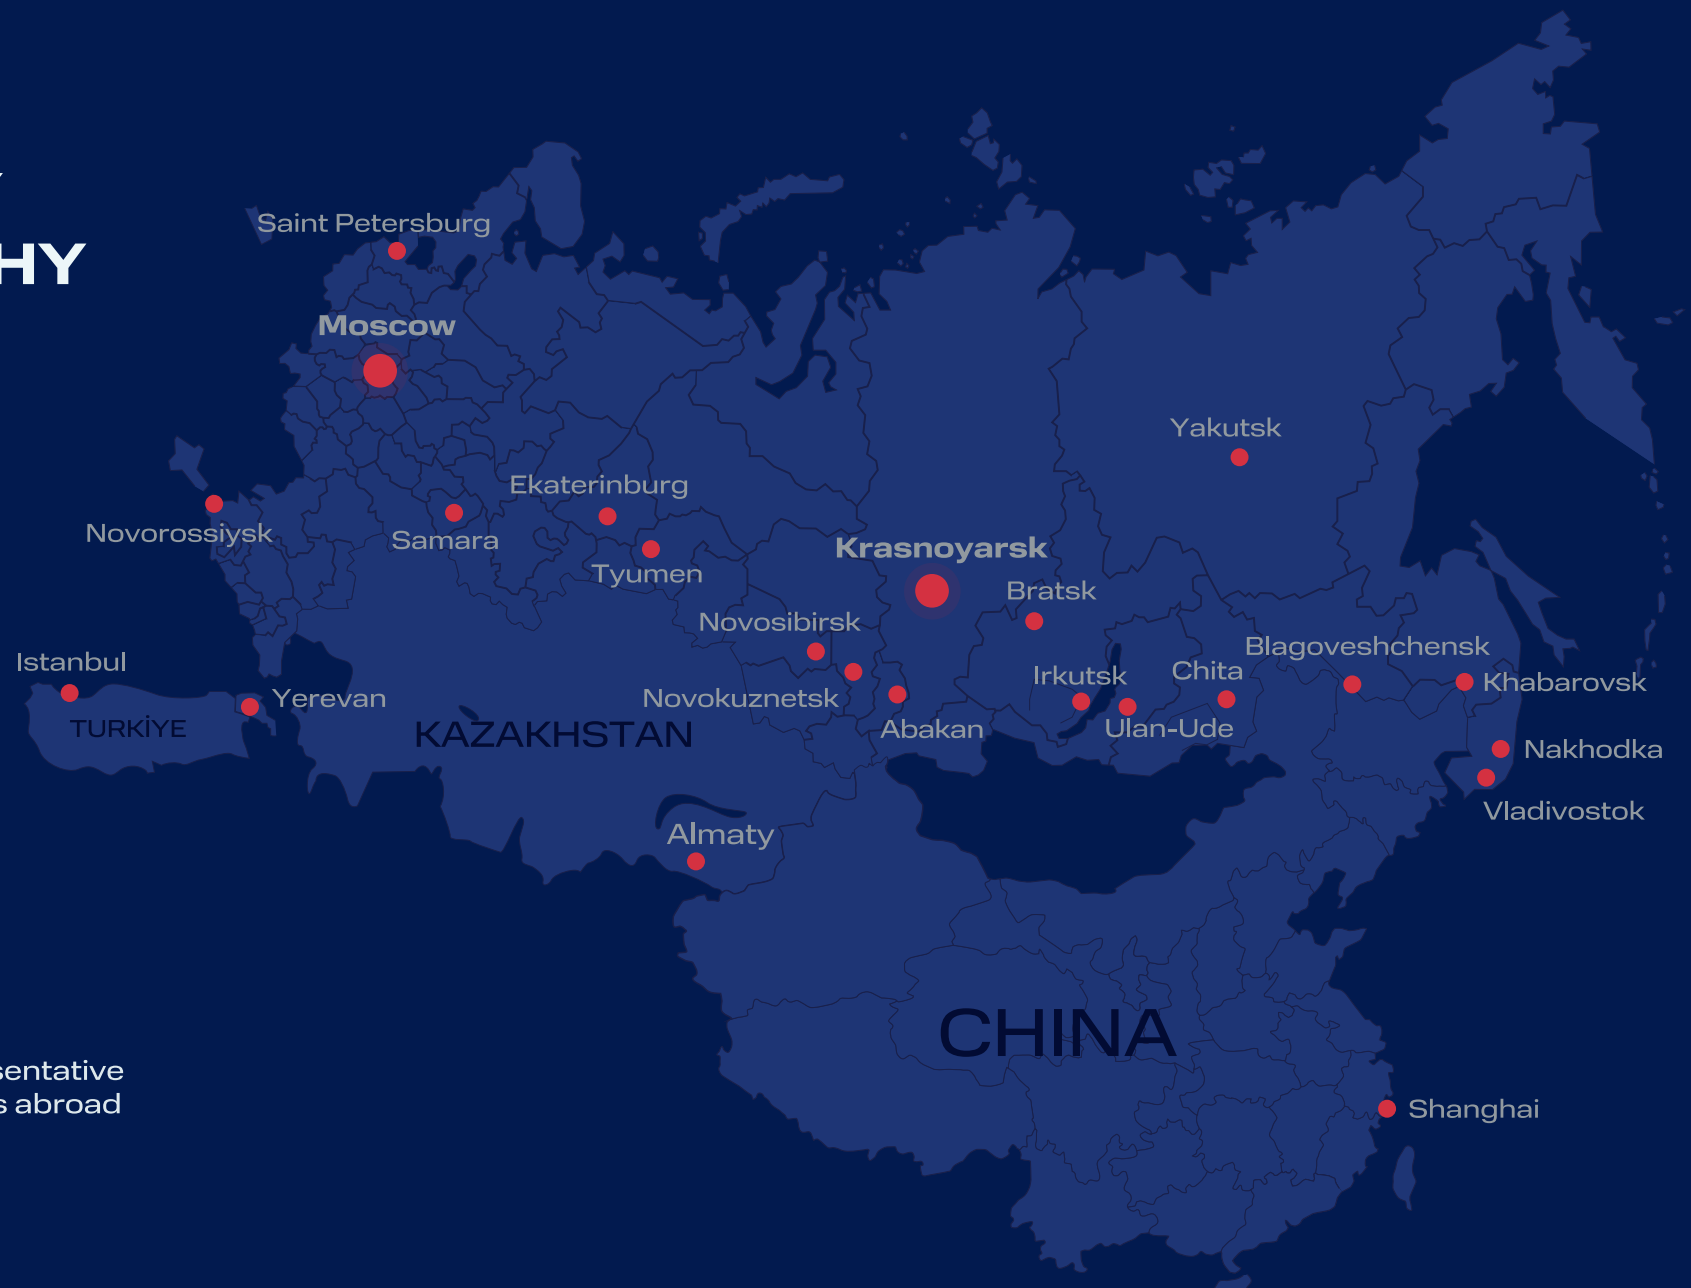 HY
Saint Petersburg
Moscow
Yakutsk
Ekaterinburg
Novorossiysk
Samara
Krasnoyarsk
Tyumen
Bratsk
Novosibirsk
Blagoveshchensk
Istanbul
Irkutsk
Chita
Khabarovsk
Yerevan
Novokuznetsk
TURKİYE
KAZAKHSTAN
Abakan
Ulan-Ude
Nakhodka
Vladivostok
Almaty
CHINA
sentative
s abroad
Shanghai